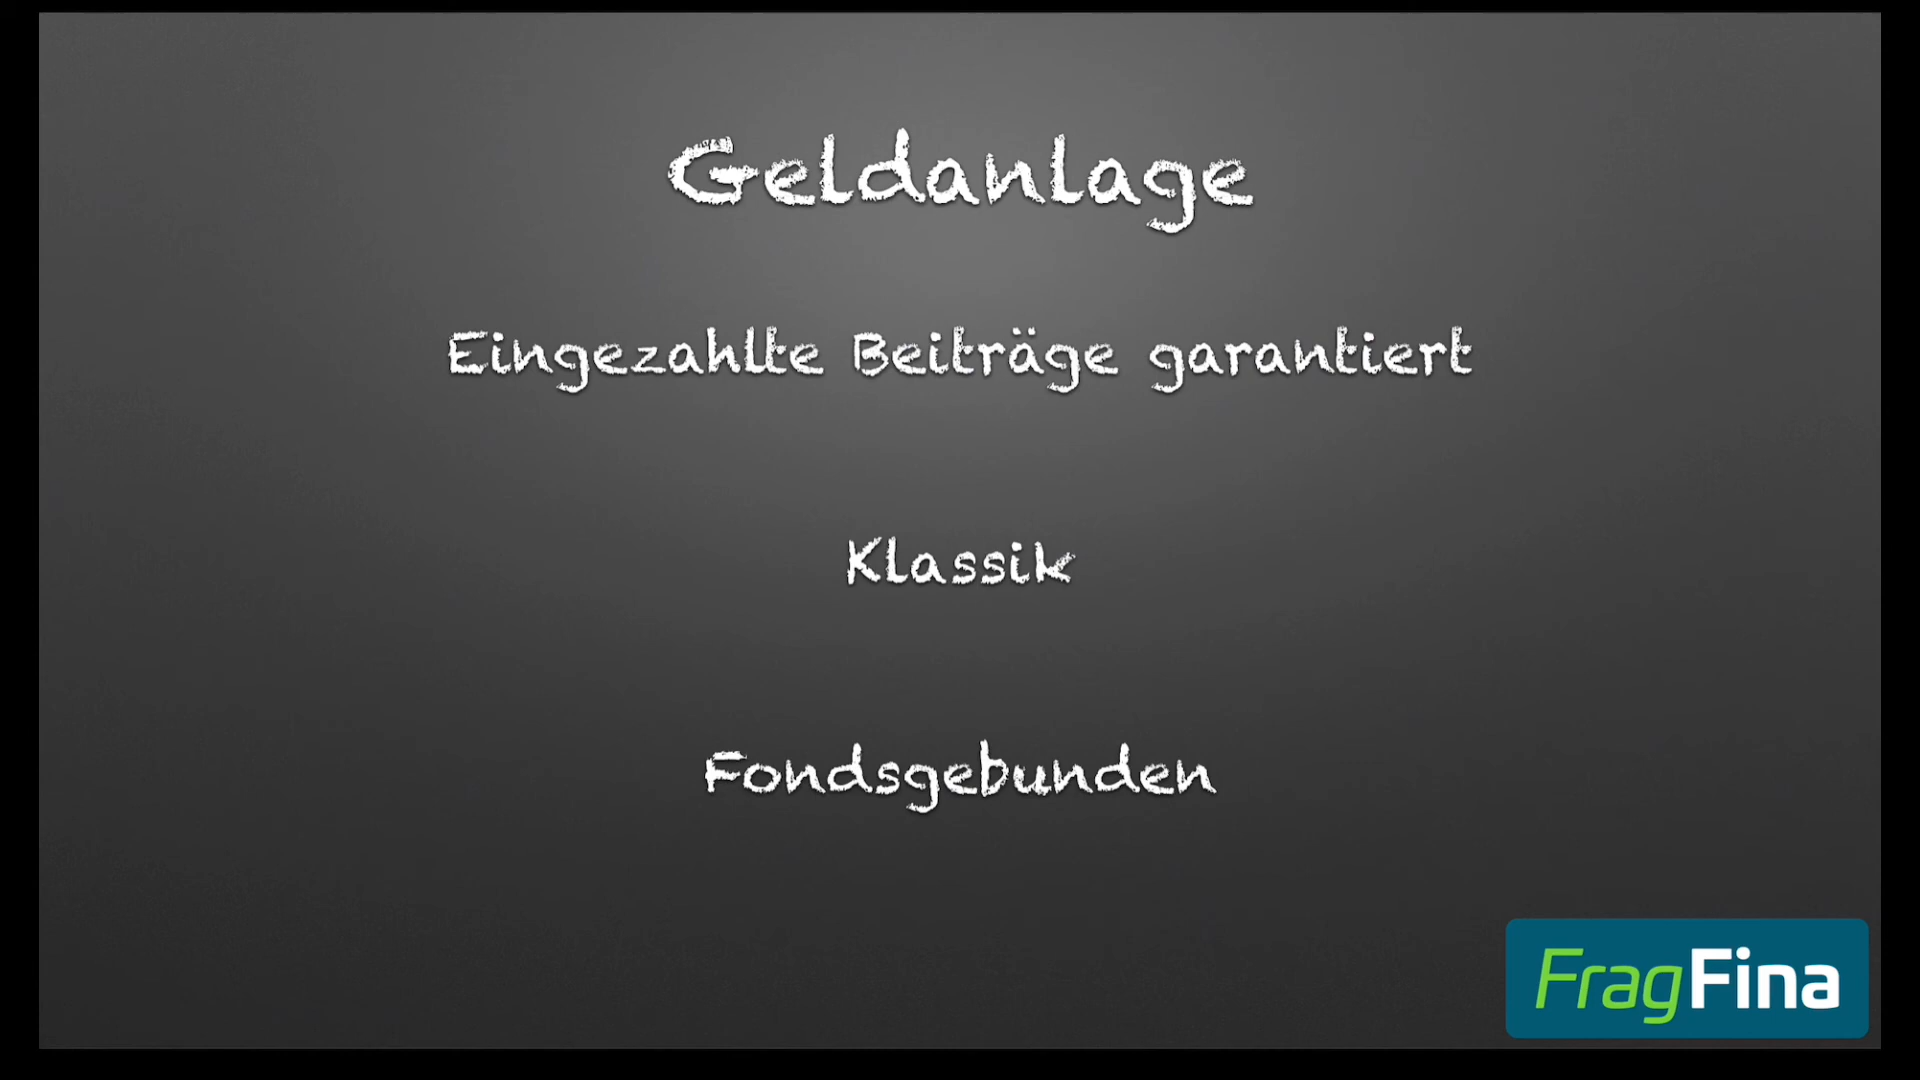 Geldanlage
Eingezahlte Beiträge garantiert
Klassik
Fondsgebunden
FragFina